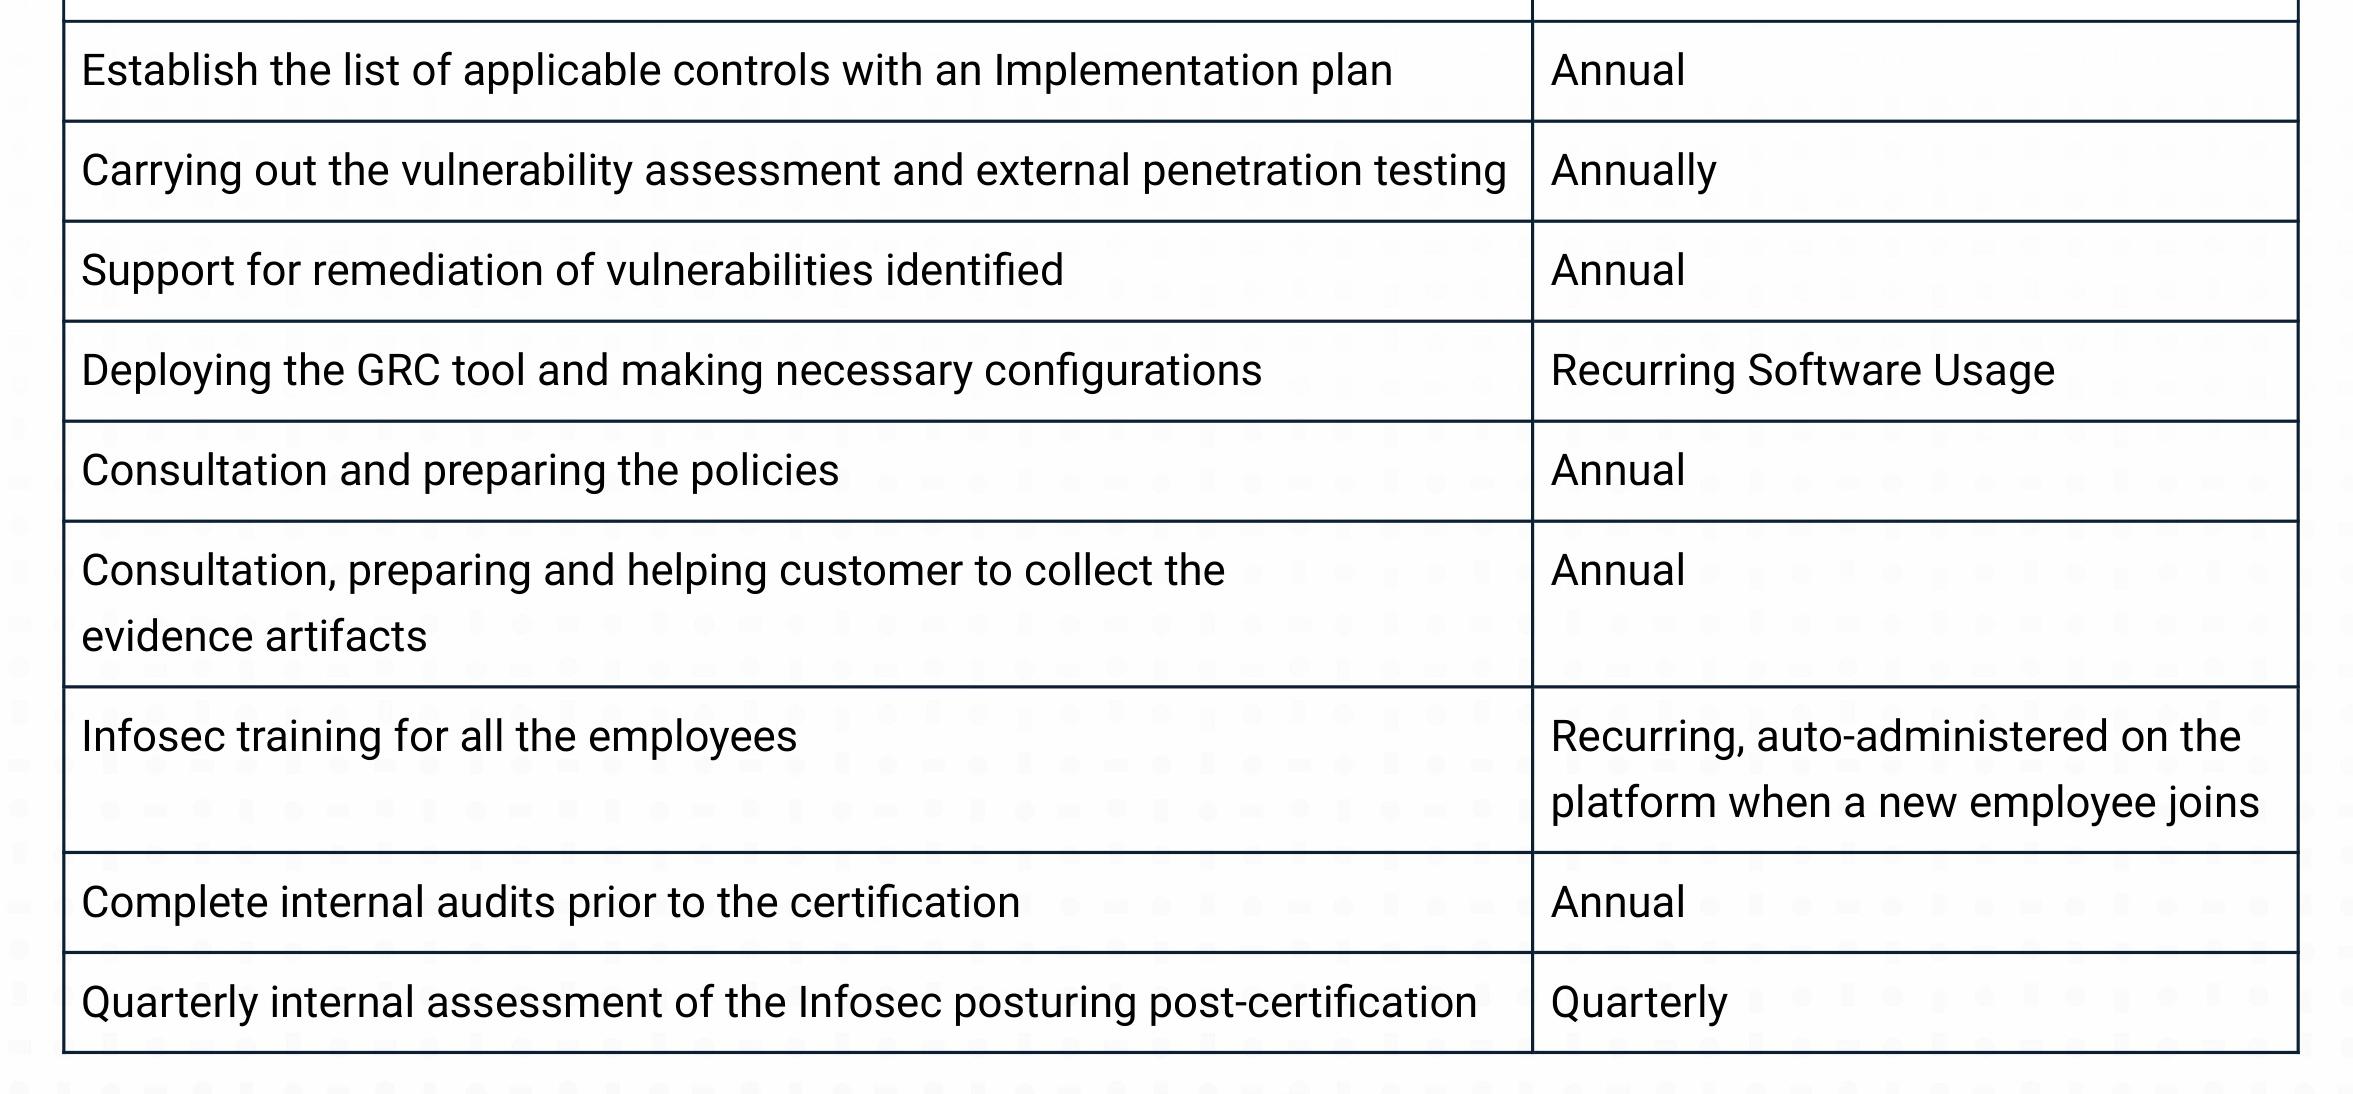 Establish the list of applicable controls with an Implementation plan
Annual
Carrying out the vulnerability assessment and external penetration testing
Annually
Support for remediation of vulnerabilities identified
Annual
Deploying the GRC tool and making necessary configurations
Recurring Software Usage
Consultation and preparing the policies
Annual
Consultation, preparing and helping customer to collect the
evidence artifacts
Annual
Infosec training for all the employees
Recurring, auto-administered on the
platform when a new employee joins
Complete internal audits prior to the certification
Annual
Quarterly internal assessment of the Infosec posturing post-certification
Quarterly